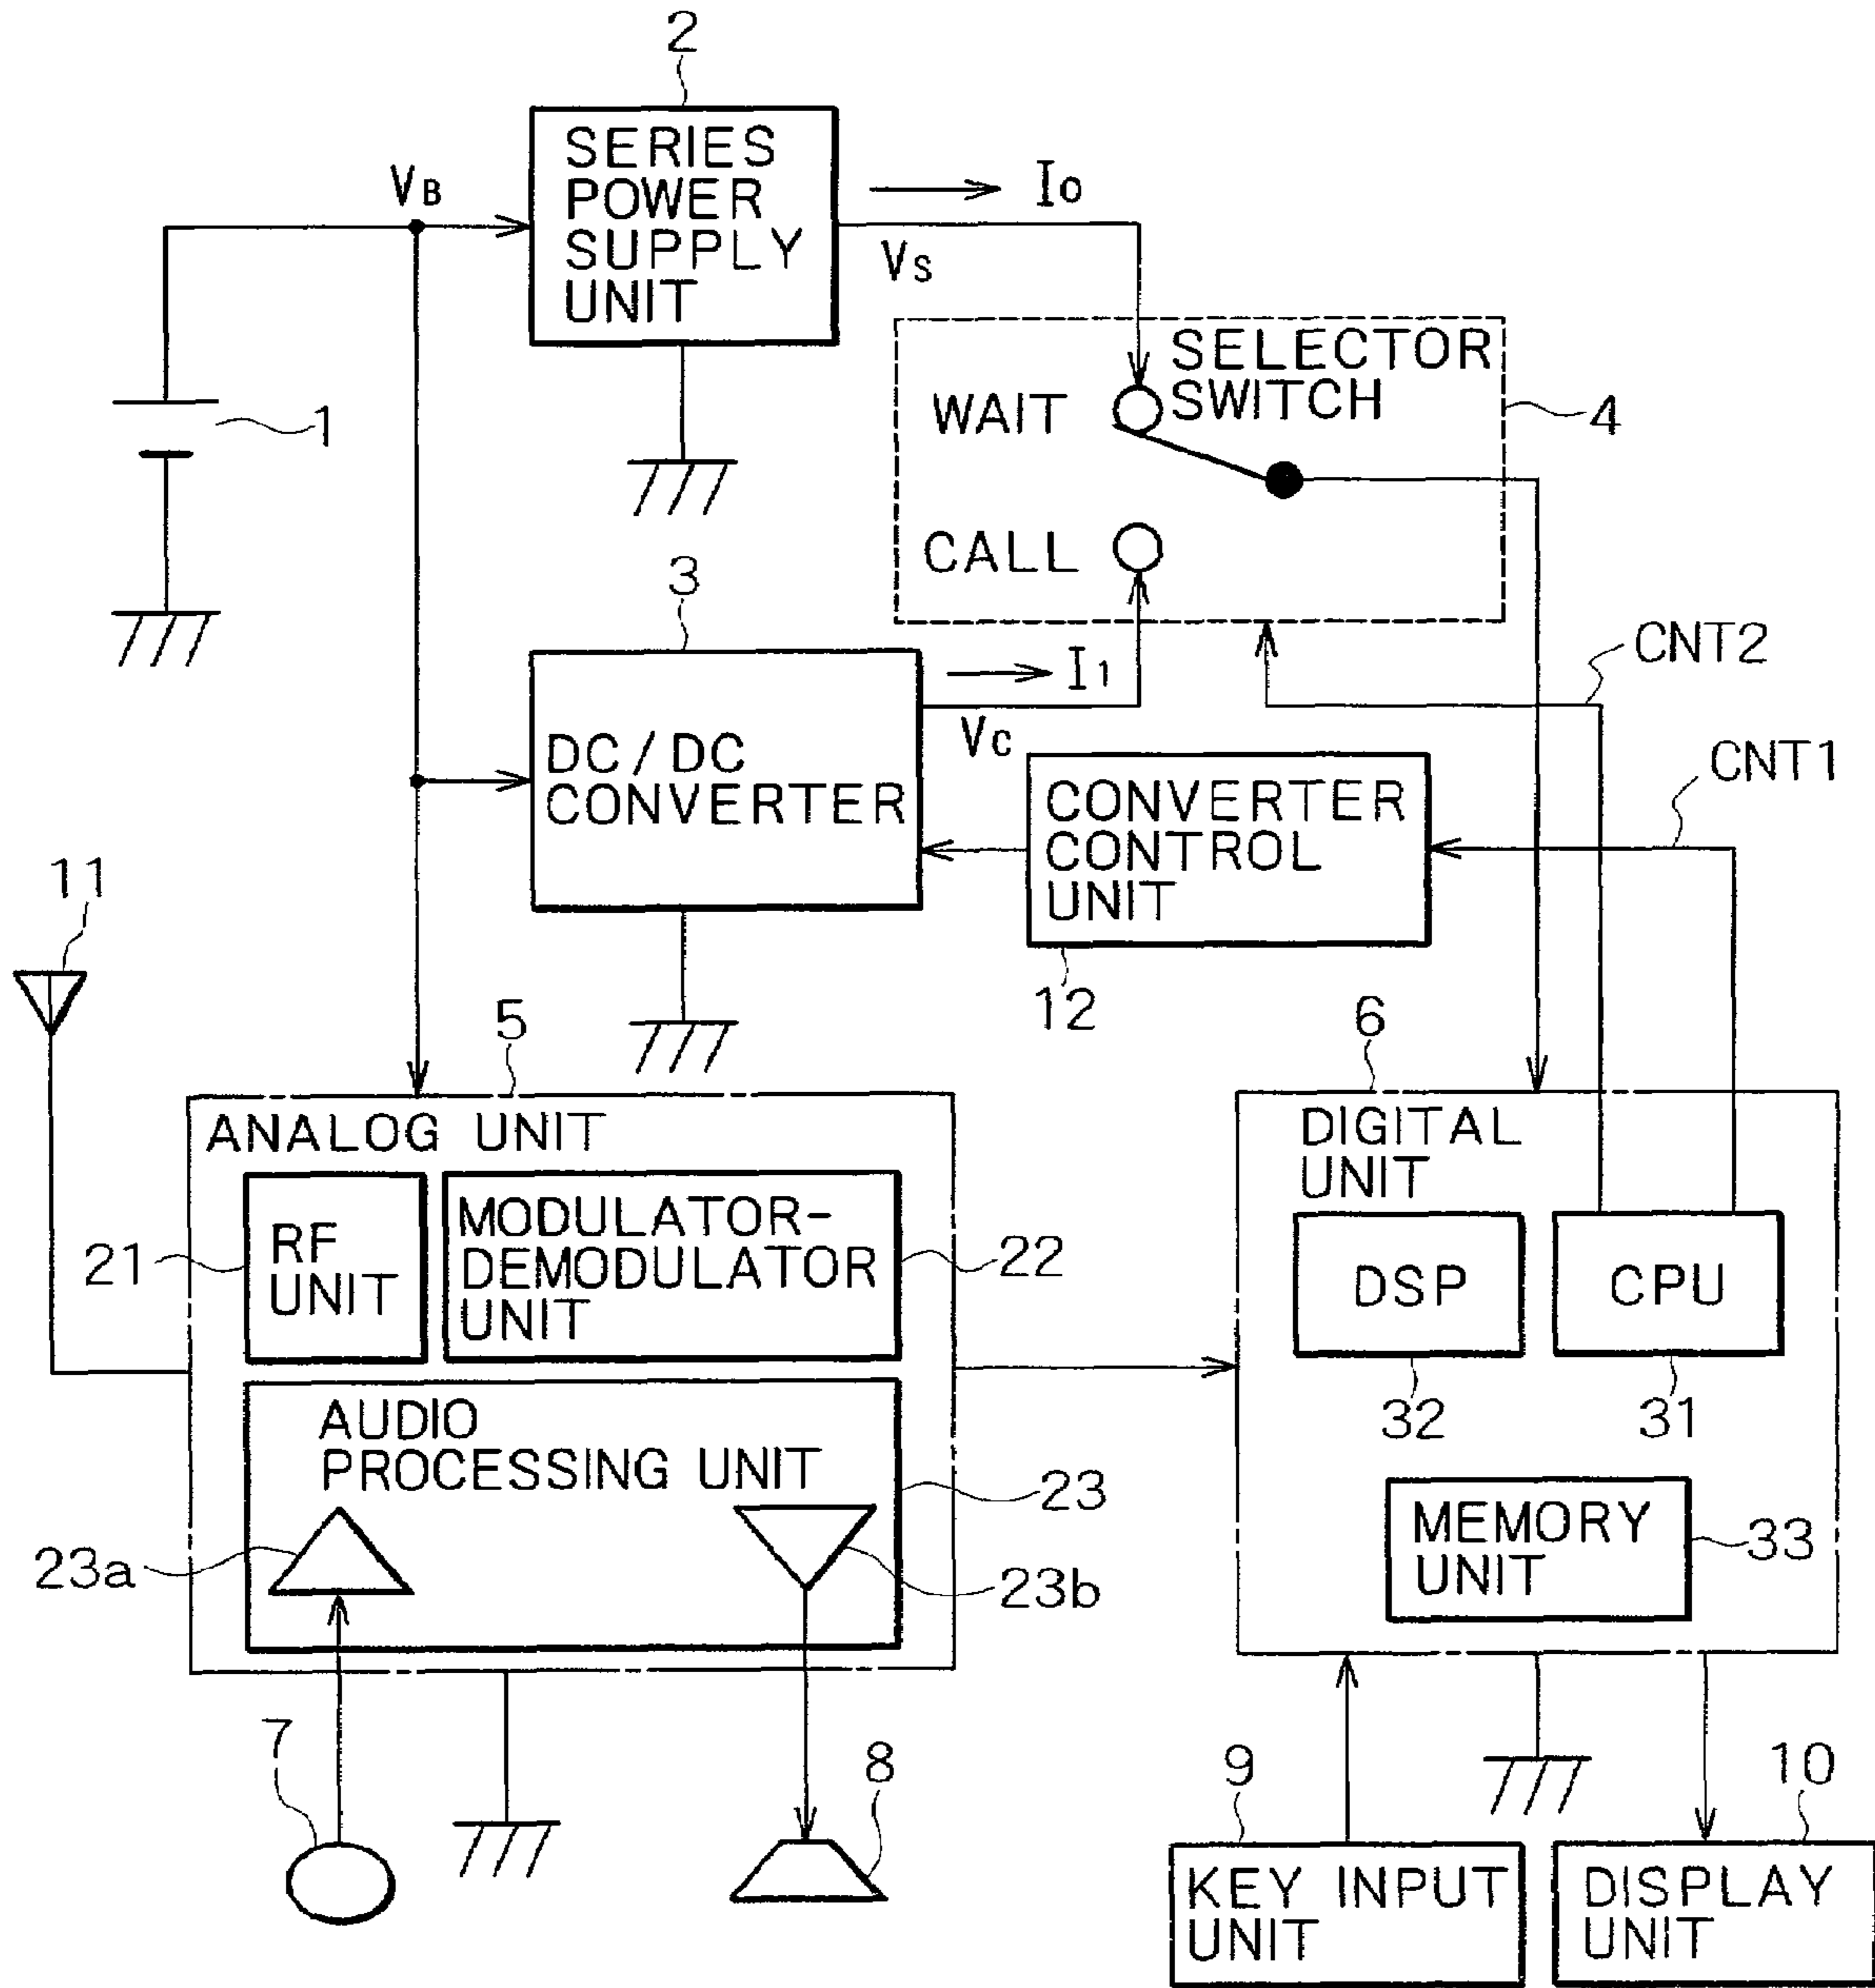 2
SERIES
POWER
SUPPLY
UNIT
VB
I0
VS
SELECTOR
SWITCH
WAIT
CALL
4
1
3
DC/DC
CONVERTER
I1
VC
CONVERTER
CONTROL
UNIT
12
CNT2
CNT1
11
5
ANALOG UNIT
RF
UNIT
21
MODULATOR-
DEMODULATOR
UNIT
22
AUDIO
PROCESSING UNIT
23
23a
23b
6
DIGITAL
UNIT
DSP
32
CPU
31
MEMORY
UNIT
33
7
8
9
KEY INPUT
UNIT
10
DISPLAY
UNIT